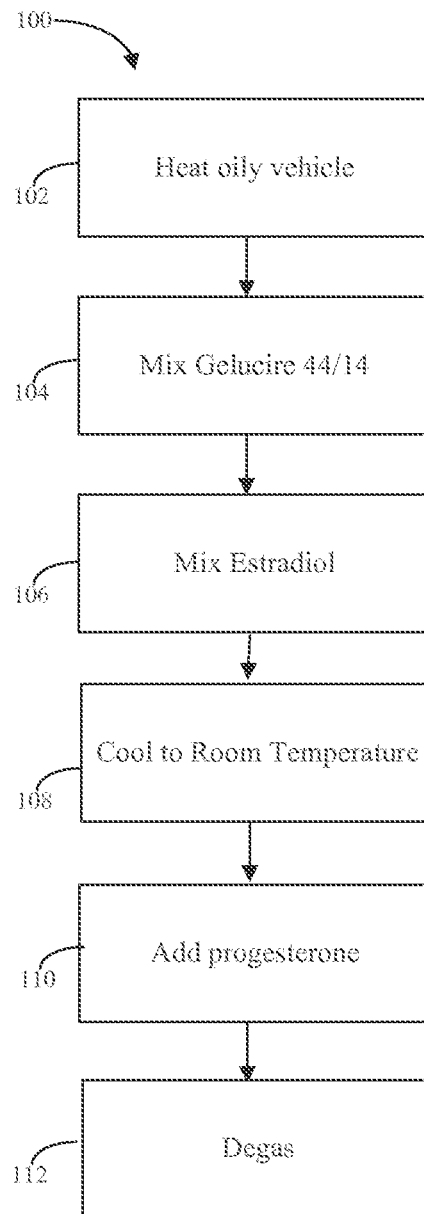 100
Heat oily vehicle
102
Mix Gelucire 44/14
104
Mix Estradiol
106
Cool to Room Temperature
108
Add progesterone
110
Degas
112